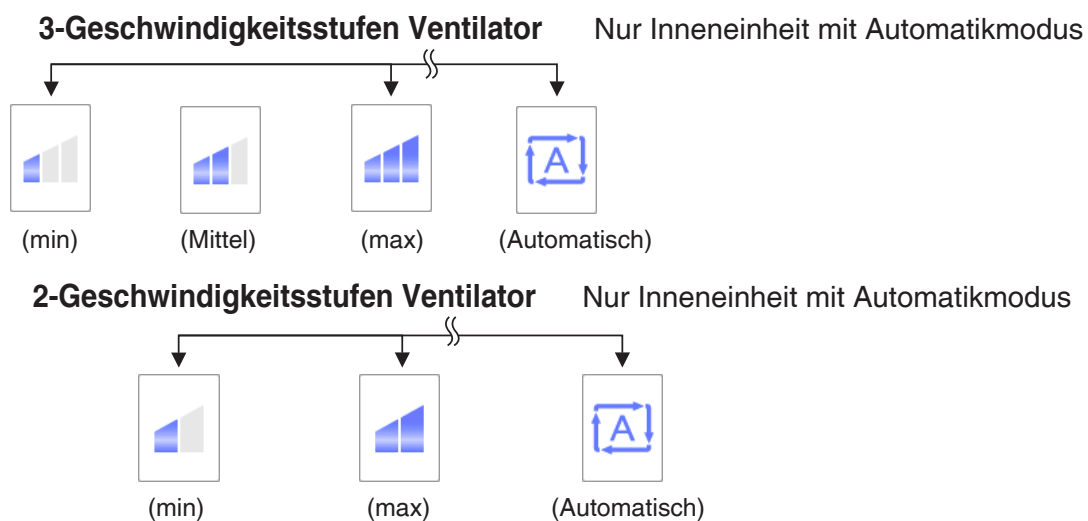 3-Geschwindigkeitsstufen Ventilator Nur Inneneinheit mit Automatikmodus
(min) (Mittel) (max) (Automatisch)
2-Geschwindigkeitsstufen Ventilator Nur Inneneinheit mit Automatikmodus
(min) (max) (Automatisch)